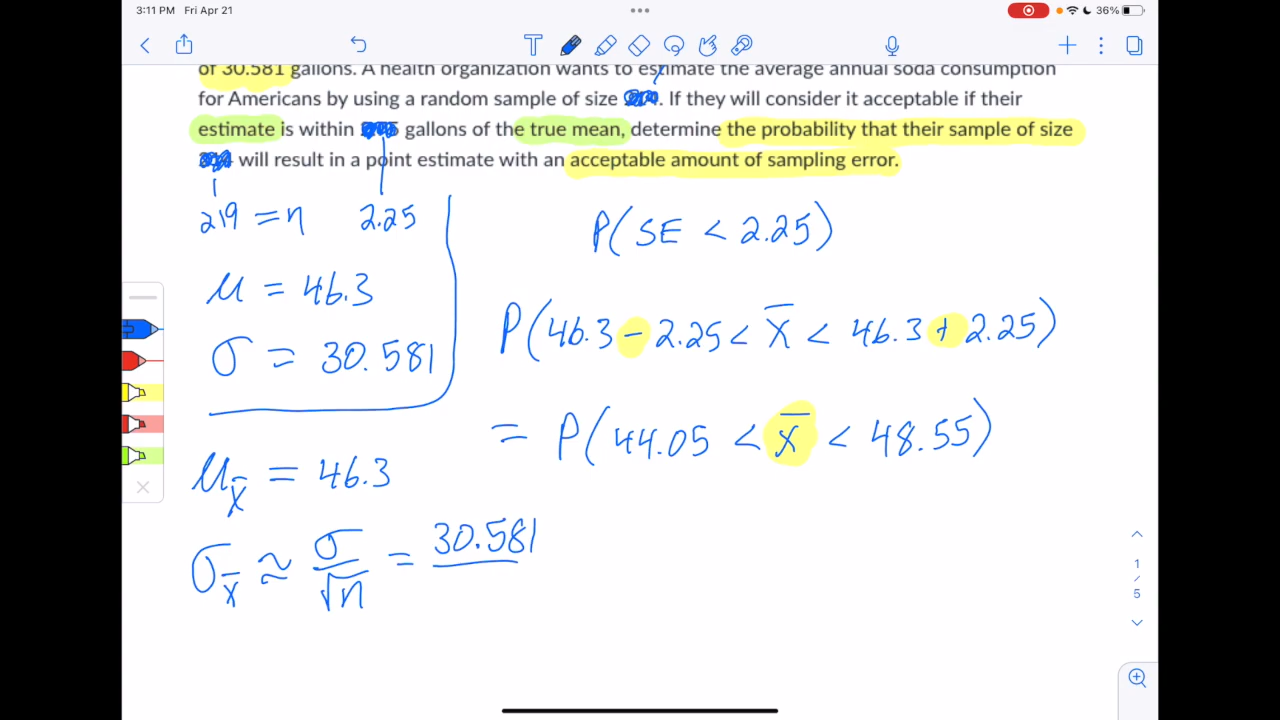 3:11 PM Fri Apr 21
36%
T
of 30.581 gallons. A health organization wants to estimate the average annual soda consumption
for Americans by using a random sample of size . If they will consider it acceptable if their
estimate is within gallons of the true mean, determine the probability that their sample of size
will result in a point estimate with an acceptable amount of sampling error.
219 = n 2.25
P(SE < 2.25)
μ = 46.3
P(46.3 - 2.25 < x̄ < 46.3 + 2.25)
σ = 30.581
= P(44.05 < x̄ < 48.55)
μx̄ = 46.3
σx̄ ≈ σ/√n = 30.581
1
/
5